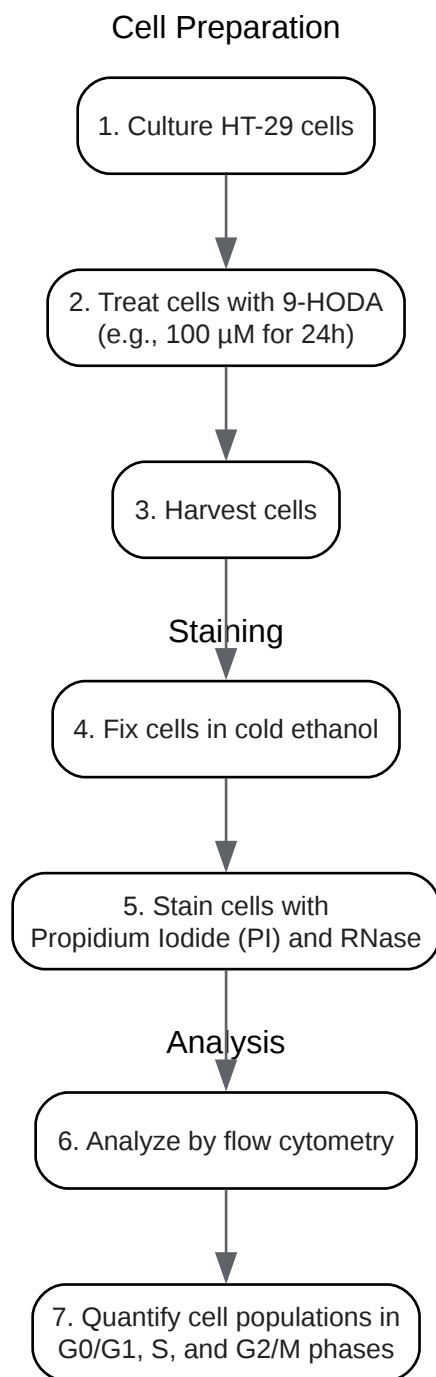 Cell Preparation
1. Culture HT-29 cells
2. Treat cells with 9-HODA
(e.g., 100 µM for 24h)
3. Harvest cells
Staining
4. Fix cells in cold ethanol
5. Stain cells with
Propidium Iodide (PI) and RNase
Analysis
6. Analyze by flow cytometry
7. Quantify cell populations in
G0/G1, S, and G2/M phases